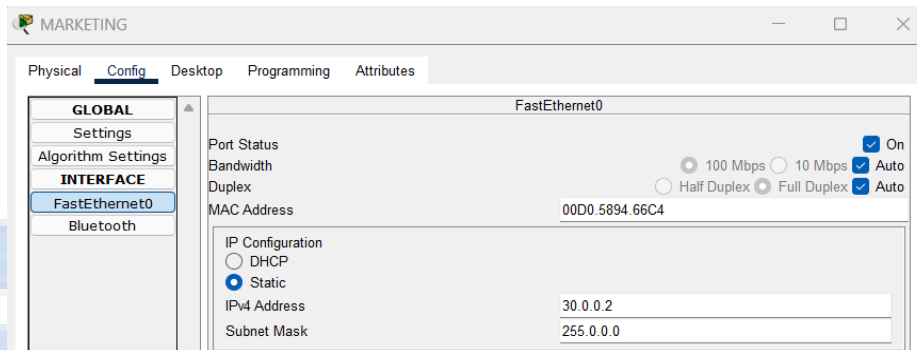 MARKETING
Physical Config Desktop Programming Attributes
GLOBAL
Settings
Algorithm Settings
INTERFACE
FastEthernet0
Bluetooth
FastEthernet0
Port Status On
Bandwidth 100 Mbps 10 Mbps Auto
Duplex Half Duplex Full Duplex Auto
MAC Address 00D0.5894.66C4
IP Configuration
DHCP
Static
IPv4 Address 30.0.0.2
Subnet Mask 255.0.0.0